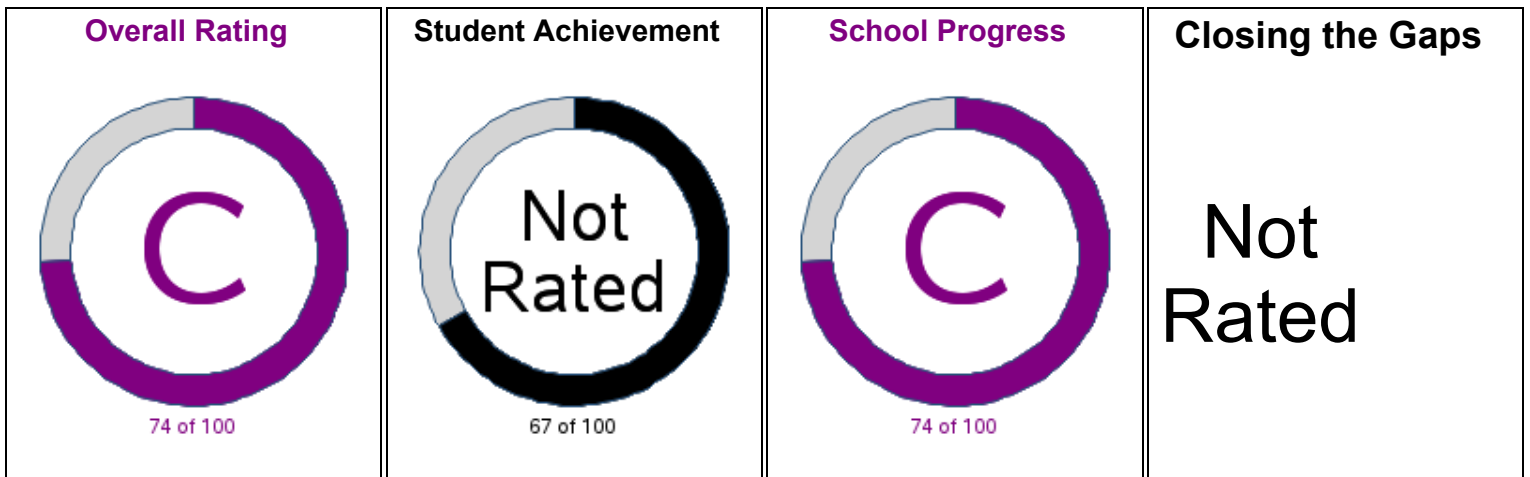 Overall Rating
C
74 of 100
Student Achievement
Not
Rated
67 of 100
School Progress
C
74 of 100
Closing the Gaps
Not
Rated